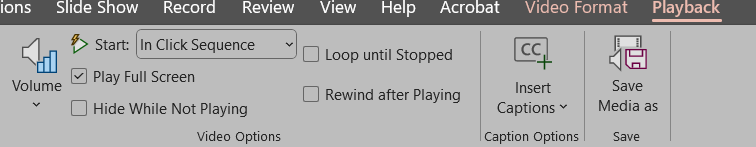 ions Slide Show Record Review View Help Acrobat Video Format Playback
Volume
Start: In Click Sequence
Play Full Screen
Hide While Not Playing
Loop until Stopped
Rewind after Playing
Video Options
CC
Insert
Captions
Caption Options
Save
Media as
Save